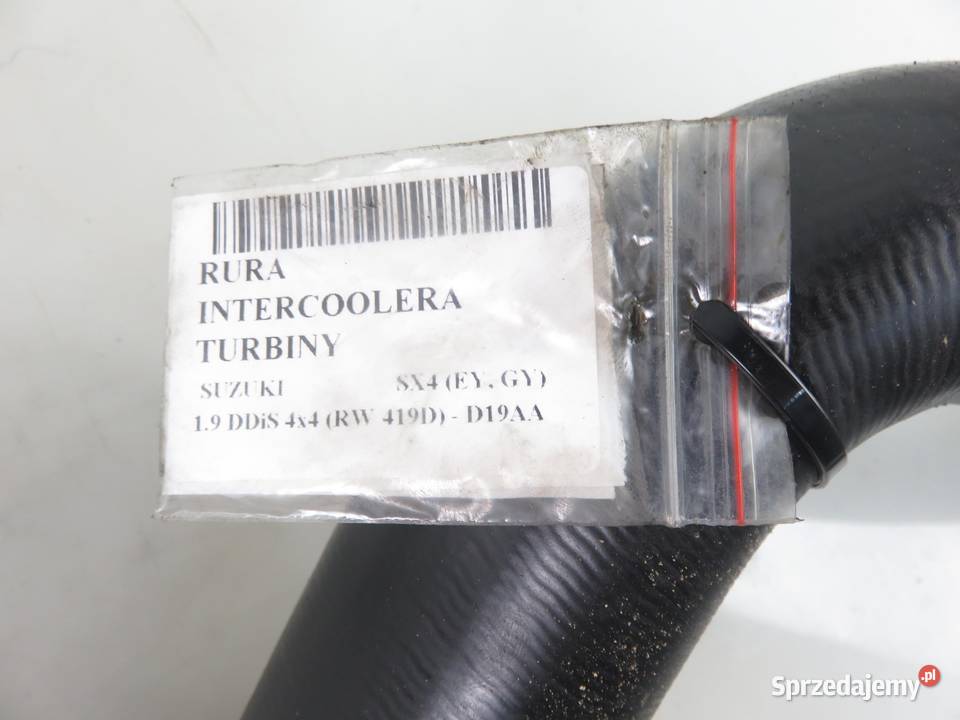 RURA
INTERCOOLERA
TURBINY
SUZUKI SX4 (EY, GY)
1.9 DDiS 4x4 (RW 419D) - D19AA
Sprzedajemy.pl